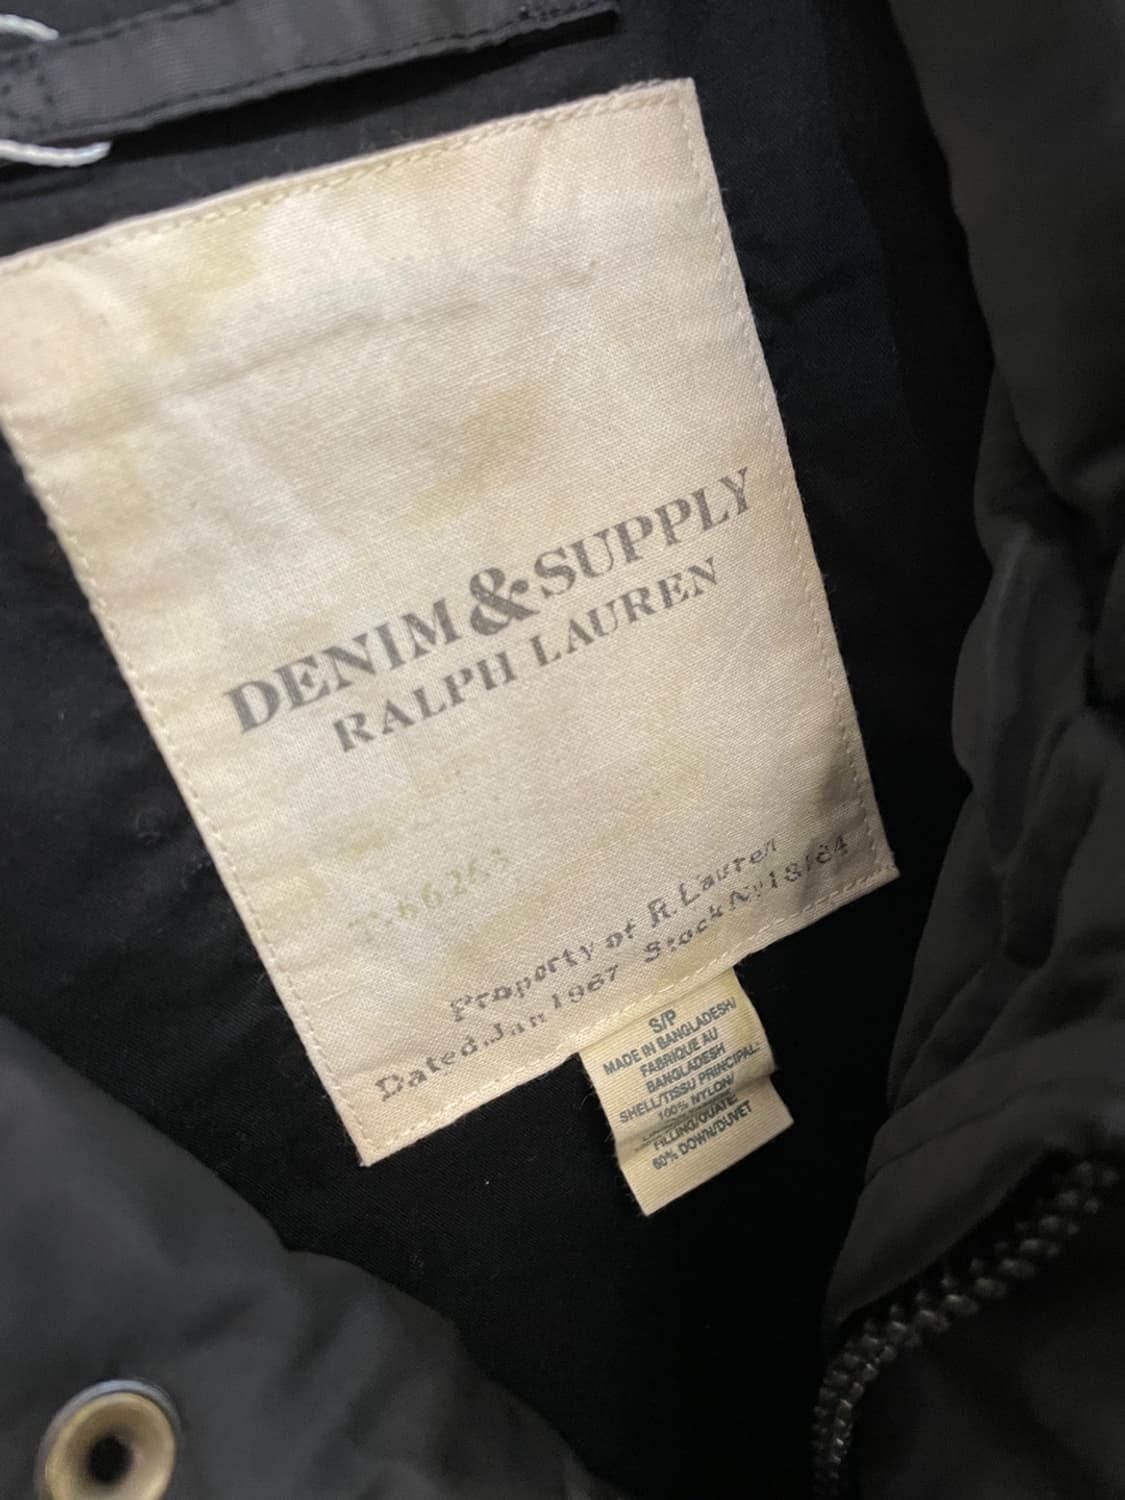 DENIM & SUPPLY
RALPH LAUREN
Property of R. Lauren
Dated.Jan 1967 Stock
S/P
MADE IN BANGLADESH/
FABRIQUE AU
BANGLADESH
SHELL/TISSU PRINCIPAL:
100% NYLON/
FILLING/OUATE:
60% DOWN/DUVET